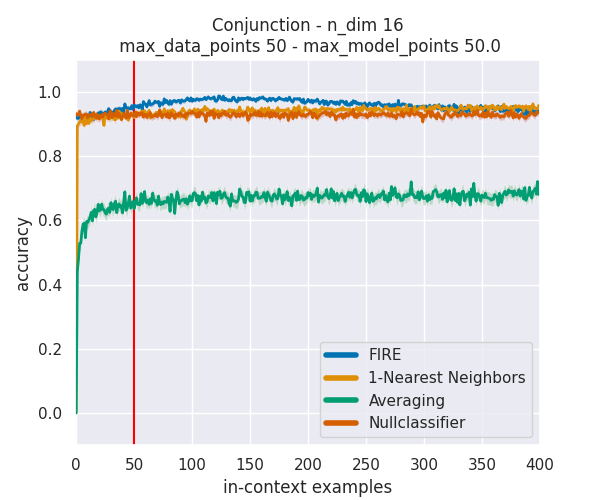 Conjunction - n_dim 16
max_data_points 50 - max_model_points 50.0
accuracy
1.0
0.8
0.6
0.4
0.2
0.0
FIRE
1-Nearest Neighbors
Averaging
Nullclassifier
0 50 100 150 200 250 300 350 400
in-context examples